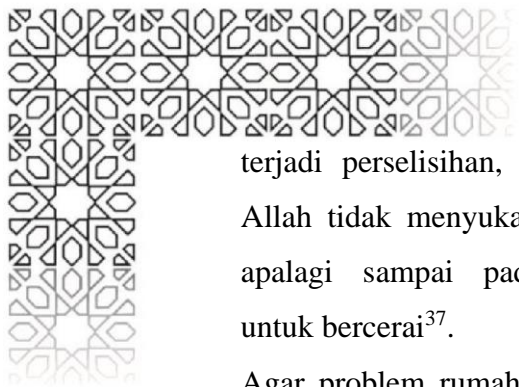 terjadi perselisihan,
Allah tidak menyuka
apalagi sampai pad
untuk bercerai³⁷.
Agar problem rumah